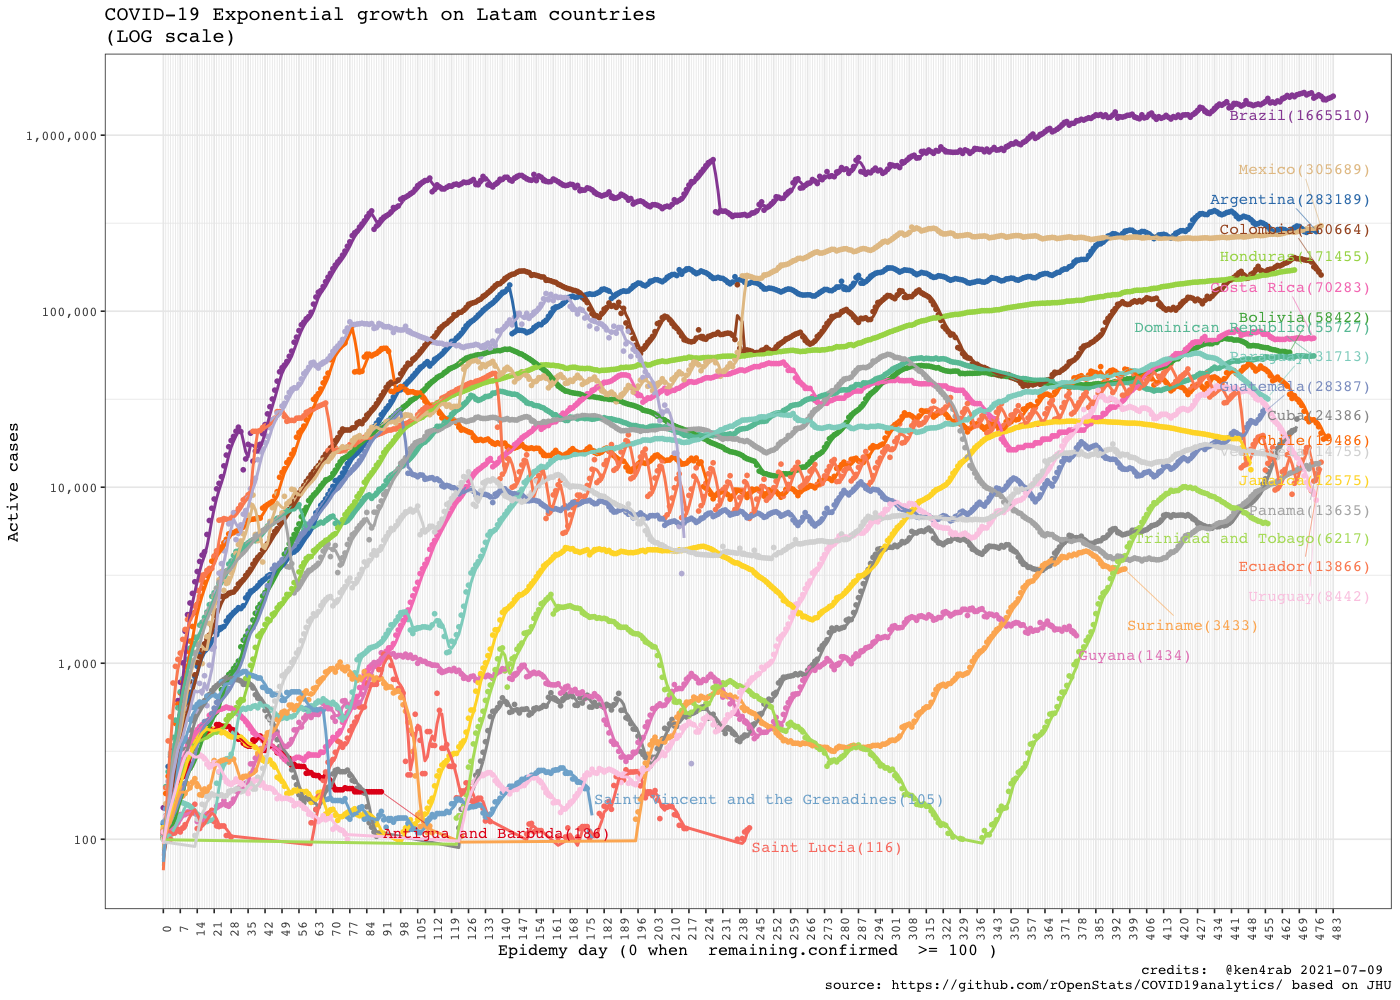 COVID-19 Exponential growth on Latam countries
(LOG scale)
Active cases
1,000,000
100,000
10,000
1,000
100
Brazil(1665510)
Mexico(305689)
Argentina(283189)
Colombia(160664)
Honduras(171455)
Costa Rica(70283)
Bolivia(58422)
Dominican Republic(55727)
Paraguay(31713)
Guatemala(28387)
Cuba(24386)
Chile(19486)
Jamaica(12575)
Panama(13635)
Trinidad and Tobago(6217)
Ecuador(13866)
Uruguay(8442)
Suriname(3433)
Guyana(1434)
Saint Vincent and the Grenadines(105)
Antigua and Barbuda(186)
Saint Lucia(116)
0 7 14 21 28 35 42 49 56 63 70 77 84 91 98 105 112 119 126 133 140 147 154 161 168 175 182 189 196 203 210 217 224 231 238 245 252 259 266 273 280 287 294 301 308 315 322 329 336 343 350 357 364 371 378 385 392 399 406 413 420 427 434 441 448 455 462 469 476 483
Epidemy day (0 when remaining.confirmed >= 100 )
credits: @ken4rab 2021-07-09
source: https://github.com/rOpenStats/COVID19analytics/ based on JHU